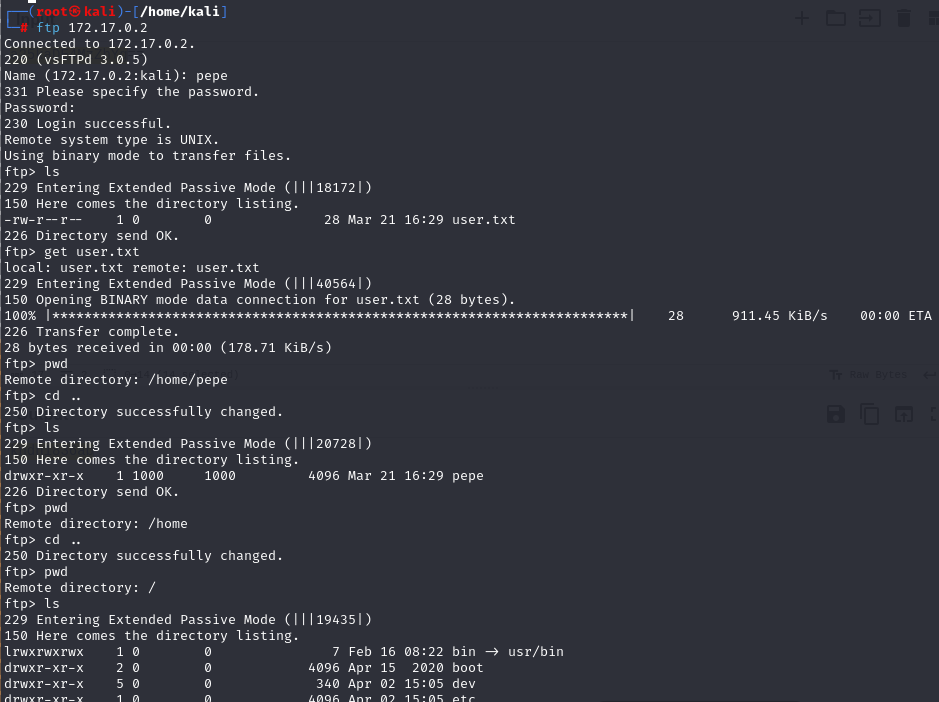 ┌──(root㉿kali)-[/home/kali]
└─# ftp 172.17.0.2
Connected to 172.17.0.2.
220 (vsFTPd 3.0.5)
Name (172.17.0.2:kali): pepe
331 Please specify the password.
Password:
230 Login successful.
Remote system type is UNIX.
Using binary mode to transfer files.
ftp> ls
229 Entering Extended Passive Mode (|||18172|)
150 Here comes the directory listing.
-rw-r--r--    1 0        0              28 Mar 21 16:29 user.txt
226 Directory send OK.
ftp> get user.txt
local: user.txt remote: user.txt
229 Entering Extended Passive Mode (|||40564|)
150 Opening BINARY mode data connection for user.txt (28 bytes).
100% |************************************************************************|    28      911.45 KiB/s    00:00 ETA
226 Transfer complete.
28 bytes received in 00:00 (178.71 KiB/s)
ftp> pwd
Remote directory: /home/pepe
ftp> cd ..
250 Directory successfully changed.
ftp> ls
229 Entering Extended Passive Mode (|||20728|)
150 Here comes the directory listing.
drwxr-xr-x    1 1000     1000         4096 Mar 21 16:29 pepe
226 Directory send OK.
ftp> pwd
Remote directory: /home
ftp> cd ..
250 Directory successfully changed.
ftp> pwd
Remote directory: /
ftp> ls
229 Entering Extended Passive Mode (|||19435|)
150 Here comes the directory listing.
lrwxrwxrwx    1 0        0               7 Feb 16 08:22 bin -> usr/bin
drwxr-xr-x    2 0        0            4096 Apr 15  2020 boot
drwxr-xr-x    5 0        0             340 Apr 02 15:05 dev
drwxr-xr-x    1 0        0            4096 Apr 02 15:05 etc
Tr Raw Bytes